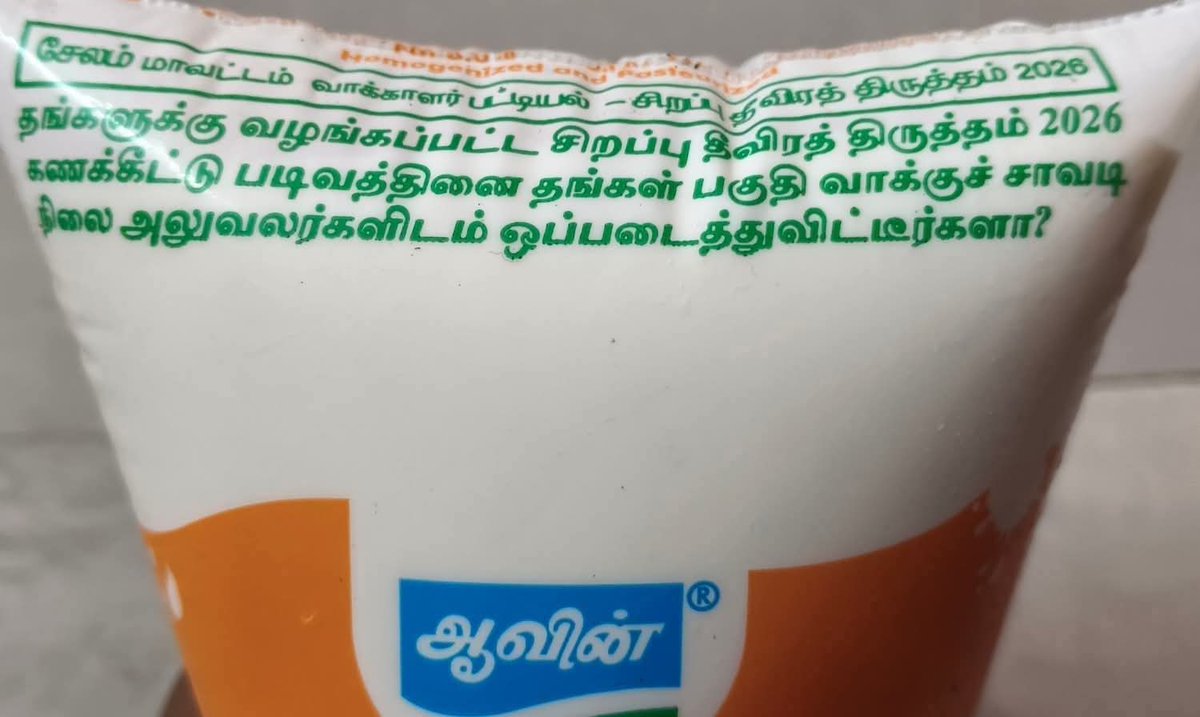 Homogenized and Pasteurized
சேலம் மாவட்டம் வாக்காளர் பட்டியல் – சிறப்பு தீவிரத் திருத்தம் 2026
தங்களுக்கு வழங்கப்பட்ட சிறப்பு தீவிரத் திருத்தம் 2026
கணக்கீட்டு படிவத்தினை தங்கள் பகுதி வாக்குச் சாவடி
நிலை அலுவலர்களிடம் ஒப்படைத்துவிட்டீர்களா?
ஆவின் ®